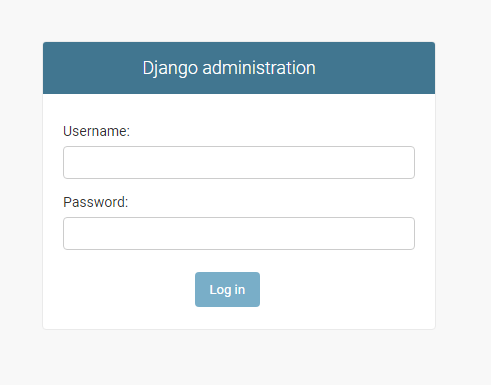 Django administration
Username:
Password:
Log in